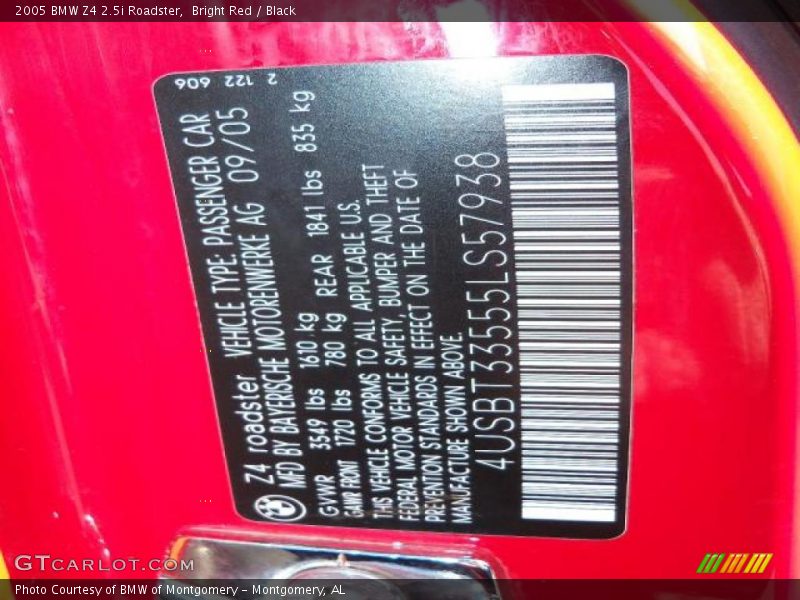 2005 BMW Z4 2.5i Roadster,  Bright Red / Black
Z4 roadster VEHICLE TYPE: PASSENGER CAR
MFD BY BAYERISCHE MOTORENWERKE AG 09/05
GVWR 3549 lbs 1610 kg
GAWR FRONT 1720 lbs 780 kg REAR 1841 lbs 835 kg
THIS VEHICLE CONFORMS TO ALL APPLICABLE U.S.
FEDERAL MOTOR VEHICLE SAFETY, BUMPER AND THEFT
PREVENTION STANDARDS IN EFFECT ON THE DATE OF
MANUFACTURE SHOWN ABOVE.
4USBT33555LS57938
2 122 606
GTCARLOT.COM
Photo Courtesy of BMW of Montgomery - Montgomery, AL